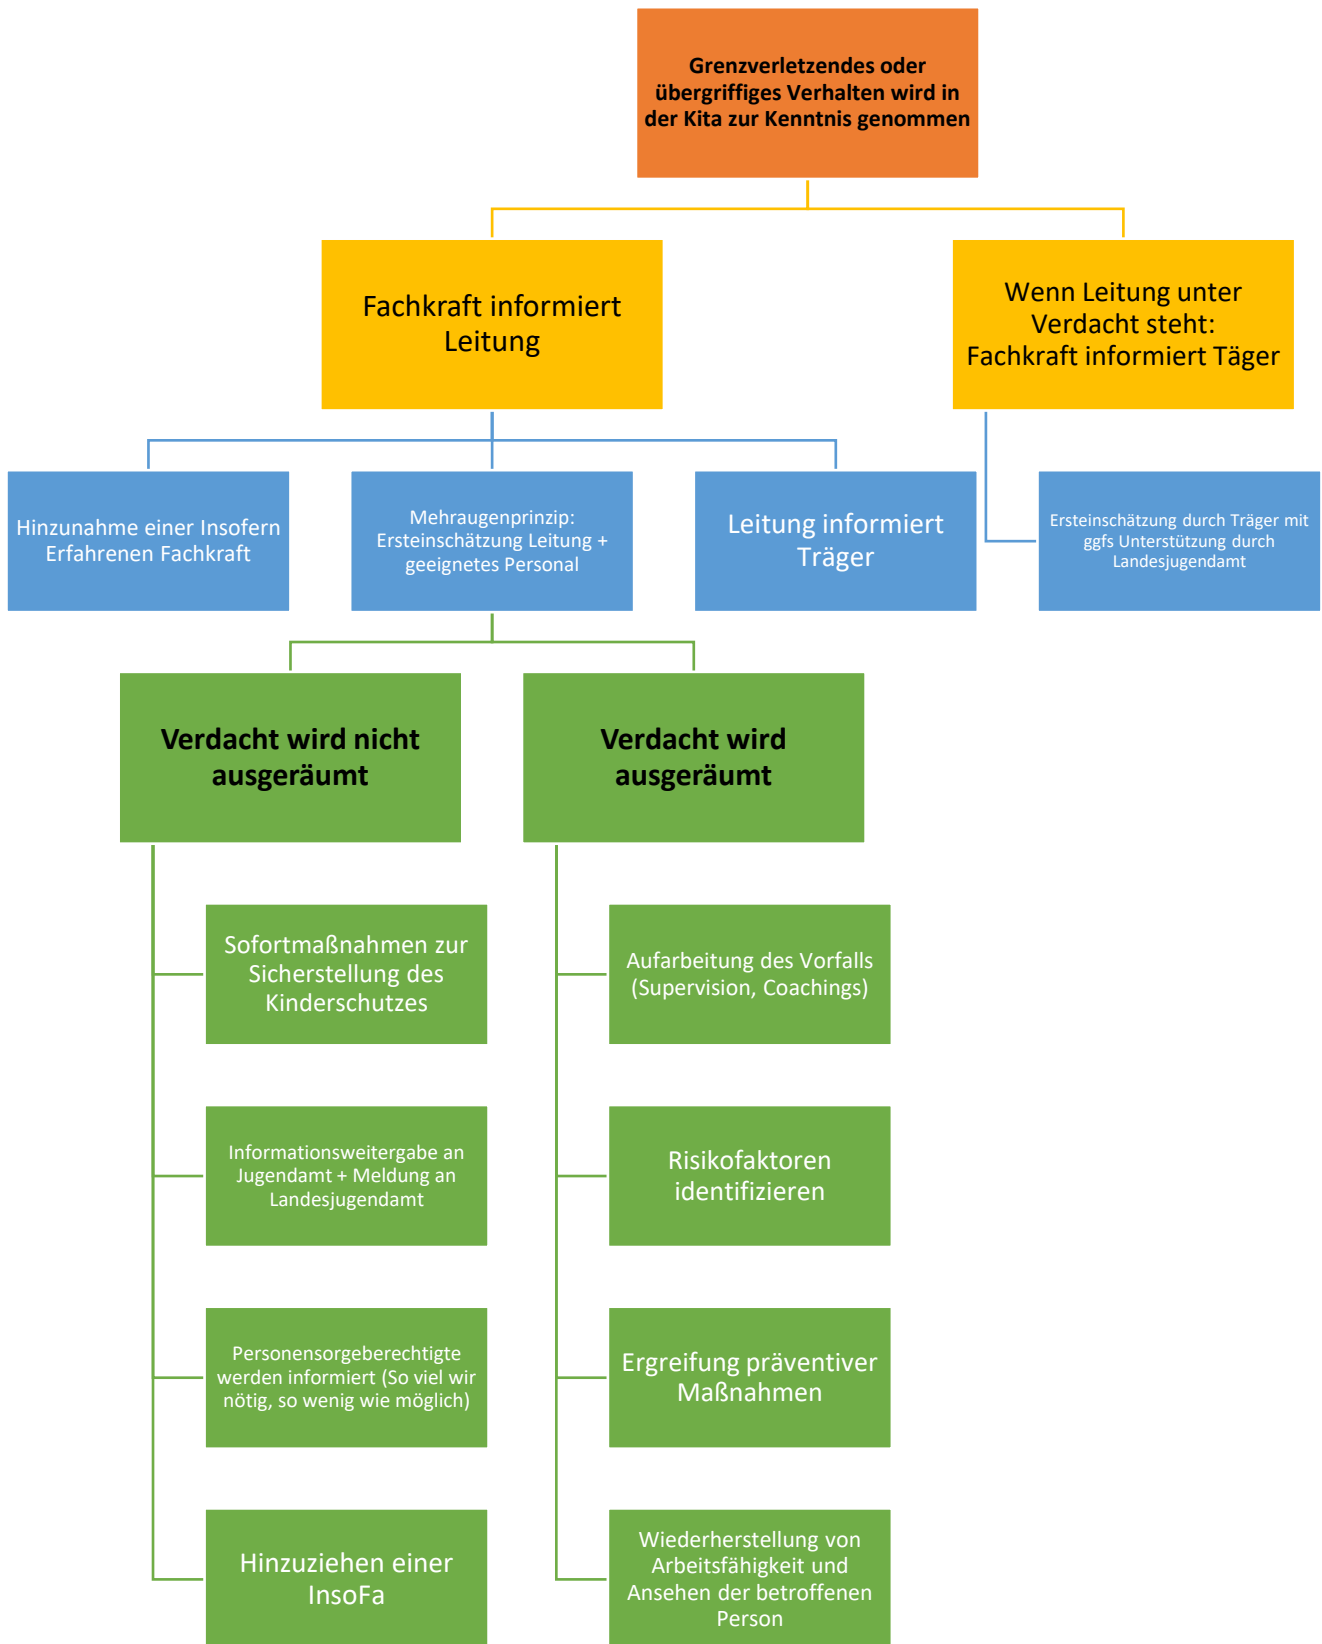 Grenzverletzendes oder
übergriffiges Verhalten wird in
der Kita zur Kenntnis genommen
Fachkraft informiert
Leitung
Wenn Leitung unter
Verdacht steht:
Fachkraft informiert Täger
Hinzunahme einer Insofern
Erfahrenen Fachkraft
Mehraugenprinzip:
Ersteinschätzung Leitung +
geeignetes Personal
Leitung informiert
Träger
Ersteinschätzung durch Träger mit
ggfs Unterstützung durch
Landesjugendamt
Verdacht wird nicht
ausgeräumt
Verdacht wird
ausgeräumt
Sofortmaßnahmen zur
Sicherstellung des
Kinderschutzes
Aufarbeitung des Vorfalls
(Supervision, Coachings)
Informationsweitergabe an
Jugendamt + Meldung an
Landesjugendamt
Risikofaktoren
identifizieren
Personensorgeberechtigte
werden informiert (So viel wir
nötig, so wenig wie möglich)
Ergreifung präventiver
Maßnahmen
Hinzuziehen einer
InsoFa
Wiederherstellung von
Arbeitsfähigkeit und
Ansehen der betroffenen
Person